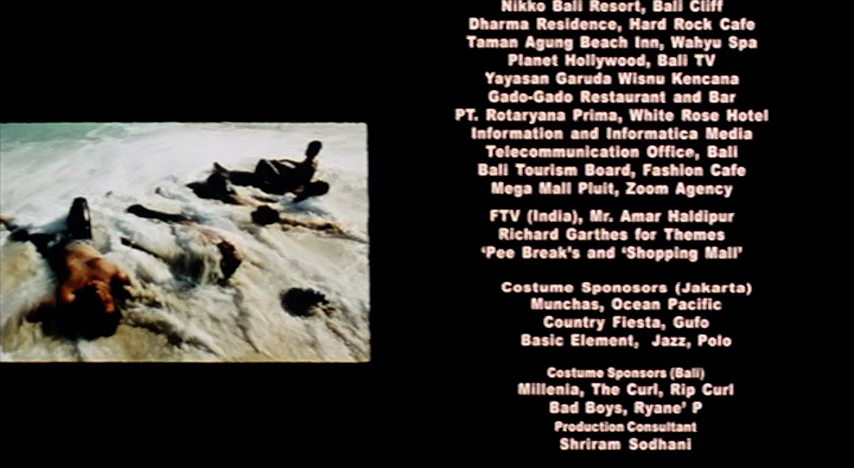 Nikko Bali Resort, Bali Cliff
Dharma Residence, Hard Rock Cafe
Taman Agung Beach Inn, Wahyu Spa
Planet Hollywood, Bali TV
Yayasan Garuda Wisnu Kencana
Gado-Gado Restaurant and Bar
PT. Rotaryana Prima, White Rose Hotel
Information and Informatica Media
Telecommunication Office, Bali
Bali Tourism Board, Fashion Cafe
Mega Mall Pluit, Zoom Agency
FTV (India), Mr. Amar Haldipur
Richard Garthes for Themes
‘Pee Break's and ‘Shopping Mall’
Costume Sponosors (Jakarta)
Munchas, Ocean Pacific
Country Fiesta, Gufo
Basic Element, Jazz, Polo
Costume Sponsors (Bali)
Millenia, The Curl, Rip Curl
Bad Boys, Ryane’ P
Production Consultant
Shriram Sodhani